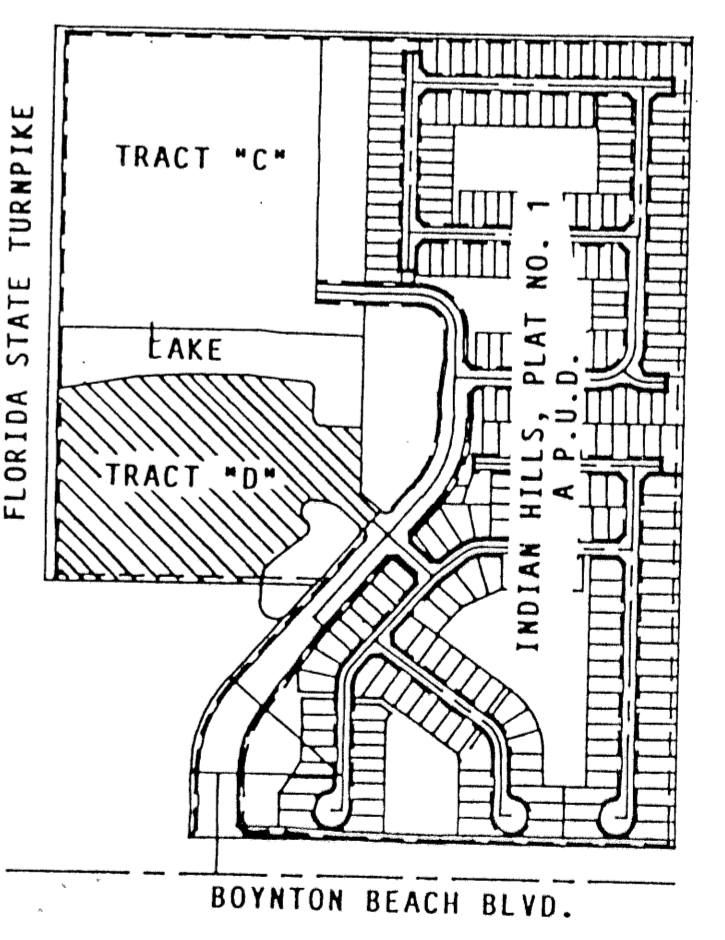 TRACT "C"
FLORIDA STATE TURNPIKE
LAKE
TRACT "D"
INDIAN HILLS, PLAT NO. 1
A P.U.D.
BOYNTON BEACH BLVD.